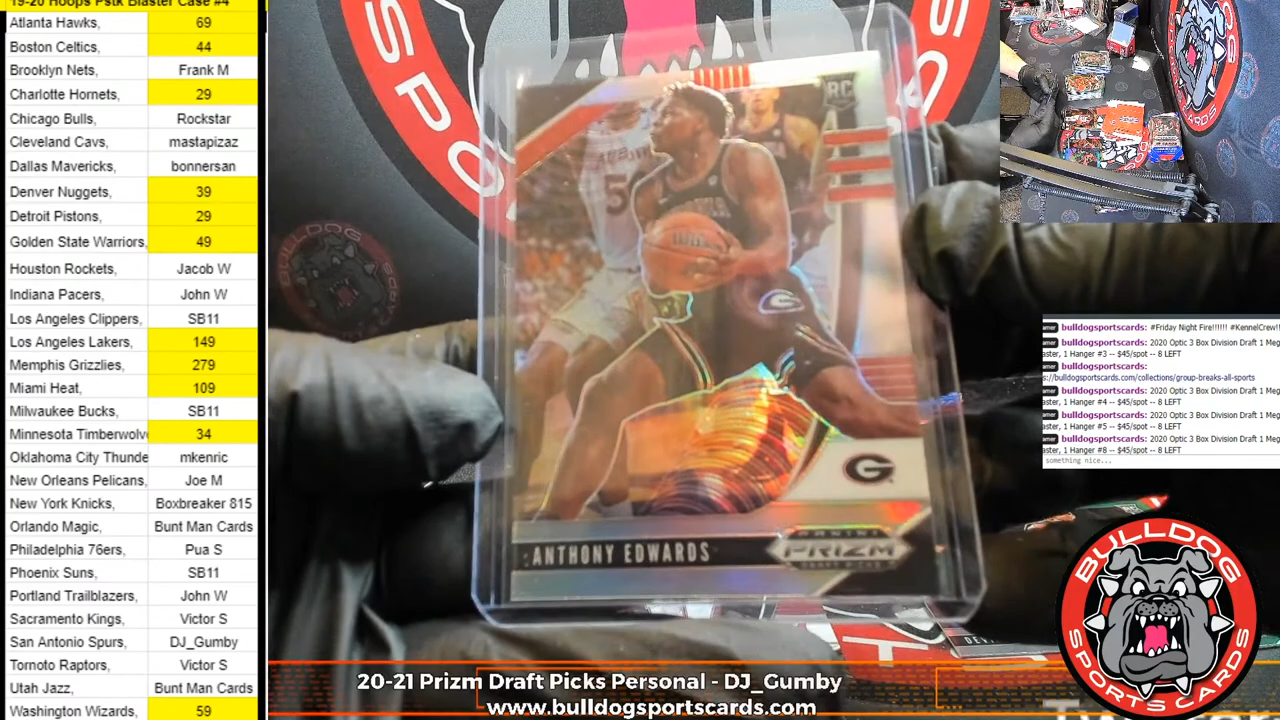 19-20 Hoops Pstk Blaster Case #4
Atlanta Hawks, 69
Boston Celtics, 44
Brooklyn Nets, Frank M
Charlotte Hornets, 29
Chicago Bulls, Rockstar
Cleveland Cavs, mastapizaz
Dallas Mavericks, bonnersan
Denver Nuggets, 39
Detroit Pistons, 29
Golden State Warriors, 49
Houston Rockets, Jacob W
Indiana Pacers, John W
Los Angeles Clippers, SB11
Los Angeles Lakers, 149
Memphis Grizzlies, 279
Miami Heat, 109
Milwaukee Bucks, SB11
Minnesota Timberwolv 34
Oklahoma City Thunde mkenric
New Orleans Pelicans, Joe M
New York Knicks, Boxbreaker 815
Orlando Magic, Bunt Man Cards
Philadelphia 76ers, Pua S
Phoenix Suns, SB11
Portland Trailblazers, John W
Sacramento Kings, Victor S
San Antonio Spurs, DJ_Gumby
Tornoto Raptors, Victor S
Utah Jazz, Bunt Man Cards
Washington Wizards, 59
SPO
RDS
RC
5
G
G
ANTHONY EDWARDS
PANINI
PRIZM
DRAFT PICKS
CARDS
bulldogsportscards: #Friday Night Fire!!!!!! #KennelCrew!!
bulldogsportscards: 2020 Optic 3 Box Division Draft 1 Meg
aster, 1 Hanger #3 -- $45/spot -- 8 LEFT
bulldogsportscards:
s://bulldogsportscards.com/collections/group-breaks-all-sports
bulldogsportscards: 2020 Optic 3 Box Division Draft 1 Meg
aster, 1 Hanger #4 -- $45/spot -- 8 LEFT
bulldogsportscards: 2020 Optic 3 Box Division Draft 1 Meg
aster, 1 Hanger #5 -- $45/spot -- 8 LEFT
bulldogsportscards: 2020 Optic 3 Box Division Draft 1 Meg
aster, 1 Hanger #8 -- $45/spot -- 8 LEFT
something nice...
BULLDOG
SPORTS CARDS
20-21 Prizm Draft Picks Personal - DJ_Gumby
www.bulldogsportscards.com